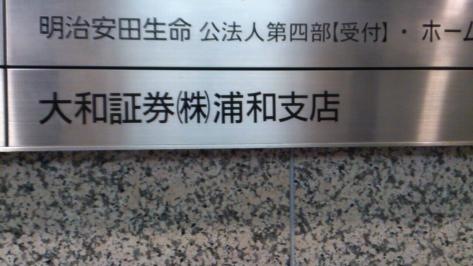 明治安田生命 公法人第四部【受付】・ホーム
大和証券㈱浦和支店